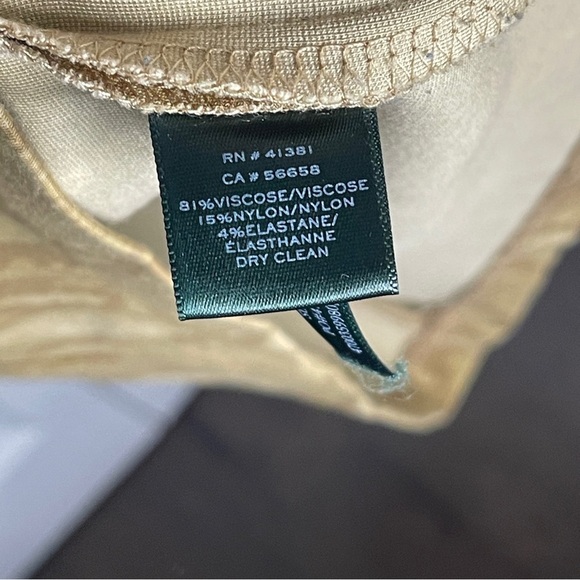 RN # 41381
CA # 56658
81%VISCOSE/VISCOSE
15%NYLON/NYLON
4%ELASTANE/
ÉLASTHANNE
DRY CLEAN